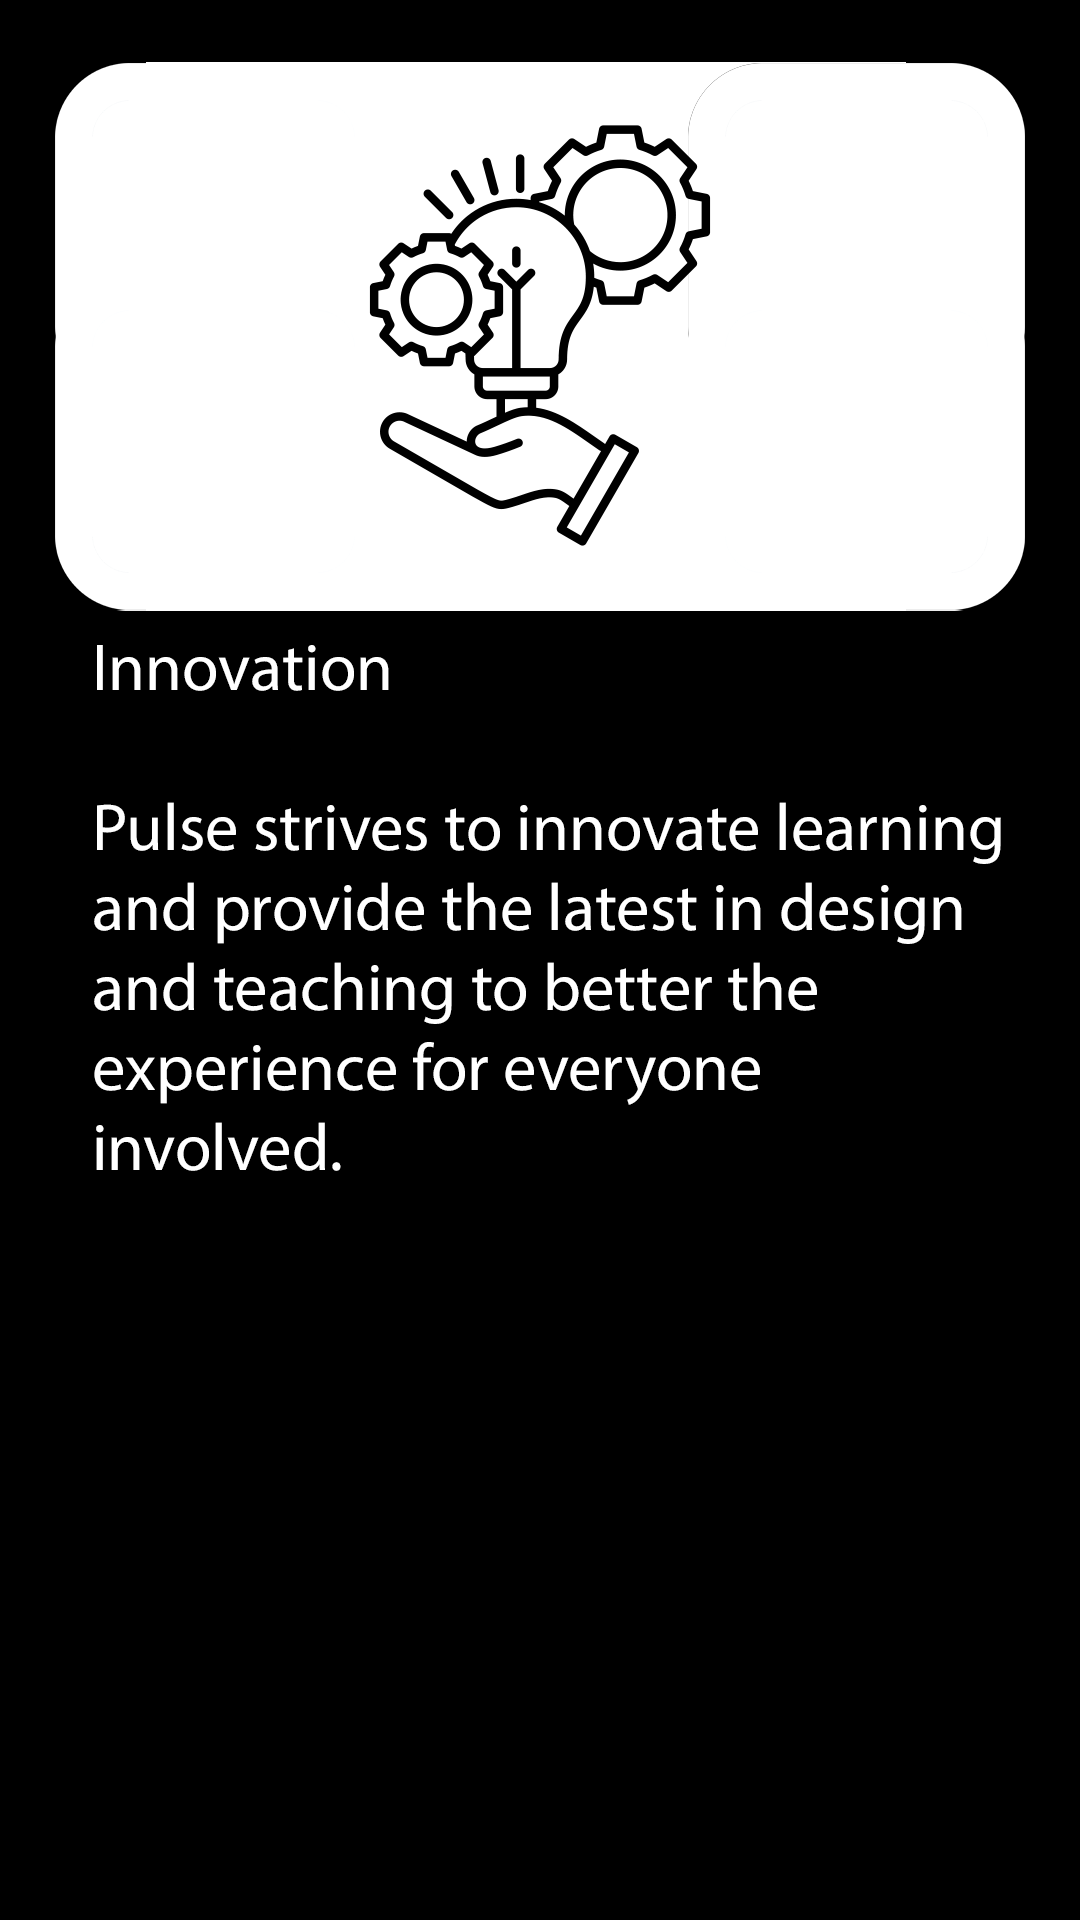 Innovation
Pulse strives to innovate learning
and provide the latest in design
and teaching to better the
experience for everyone
involved.